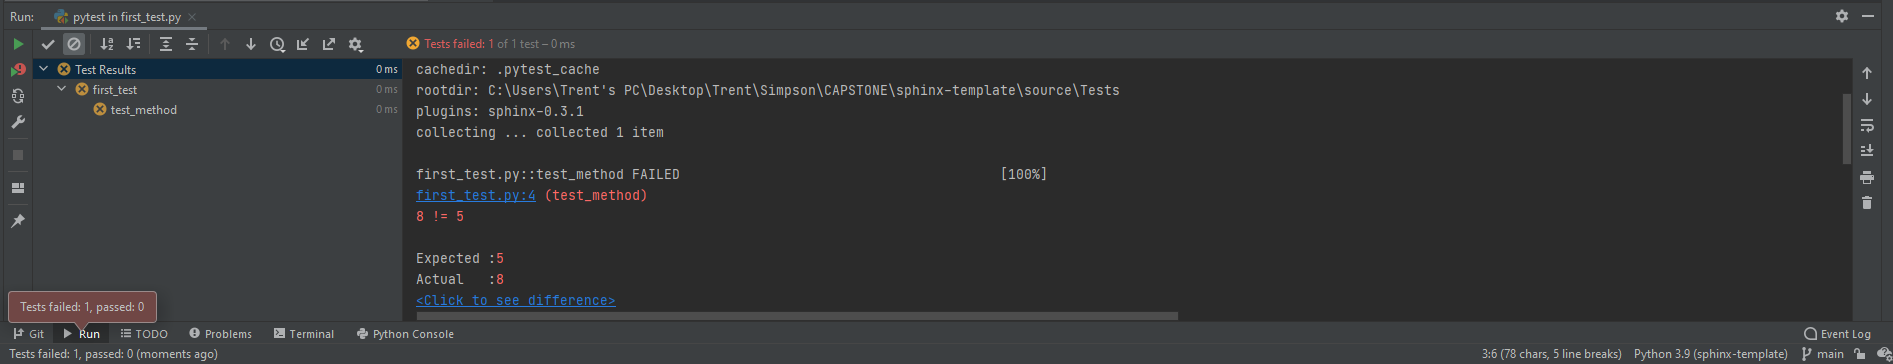 Run: pytest in first_test.py
Tests failed: 1 of 1 test – 0 ms
Test Results 0 ms
first_test 0 ms
test_method 0 ms
cachedir: .pytest_cache
rootdir: C:\Users\Trent's PC\Desktop\Trent\Simpson\CAPSTONE\sphinx-template\source\Tests
plugins: sphinx-0.3.1
collecting ... collected 1 item
first_test.py::test_method FAILED [100%]
first_test.py:4 (test_method)
8 != 5
Expected :5
Actual :8
<Click to see difference>
Tests failed: 1, passed: 0
Git Run TODO Problems Terminal Python Console Event Log
Tests failed: 1, passed: 0 (moments ago) 3:6 (78 chars, 5 line breaks) Python 3.9 (sphinx-template) main